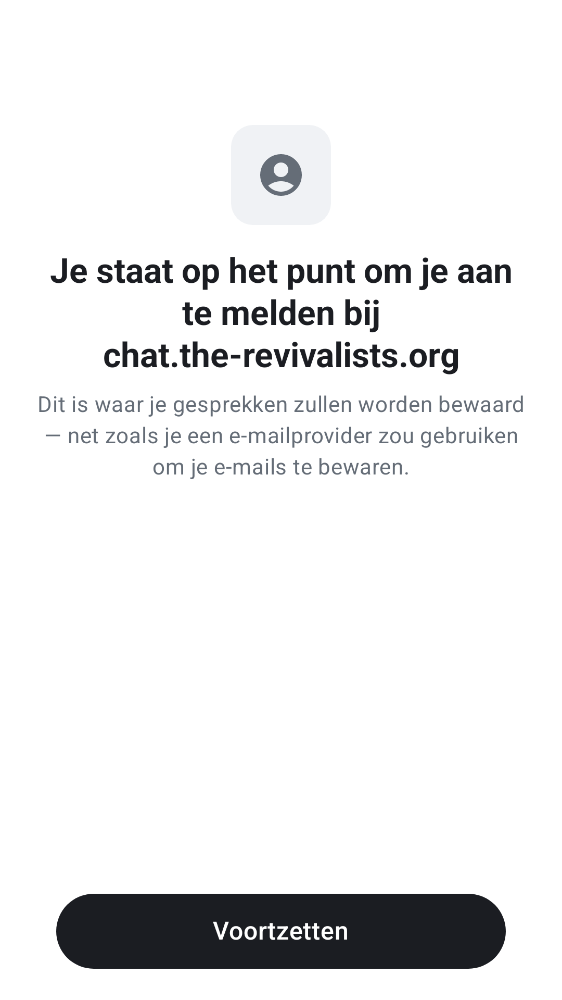 Je staat op het punt om je aan
te melden bij
chat.the-revivalists.org
Dit is waar je gesprekken zullen worden bewaard
— net zoals je een e-mailprovider zou gebruiken
om je e-mails te bewaren.
Voortzetten